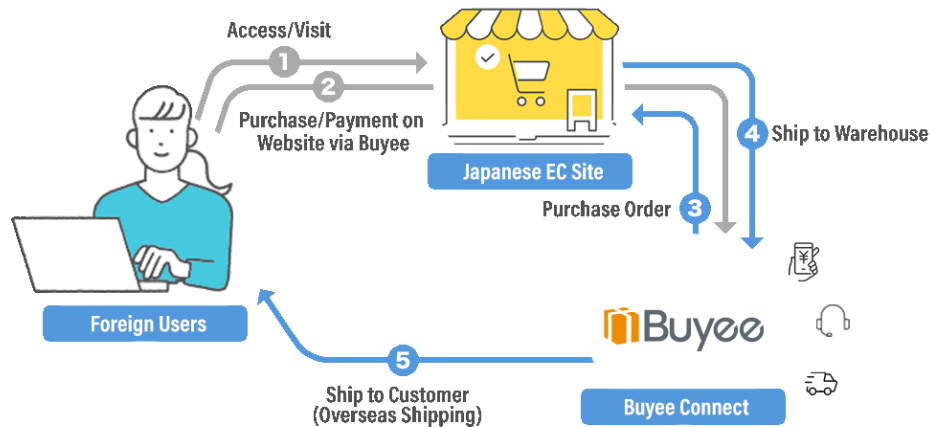 Access/Visit
1
2
Purchase/Payment on
Website via Buyee
Japanese EC Site
4
Ship to Warehouse
Purchase Order
3
¥
Foreign Users
Buyee
5
Ship to Customer
(Overseas Shipping)
Buyee Connect